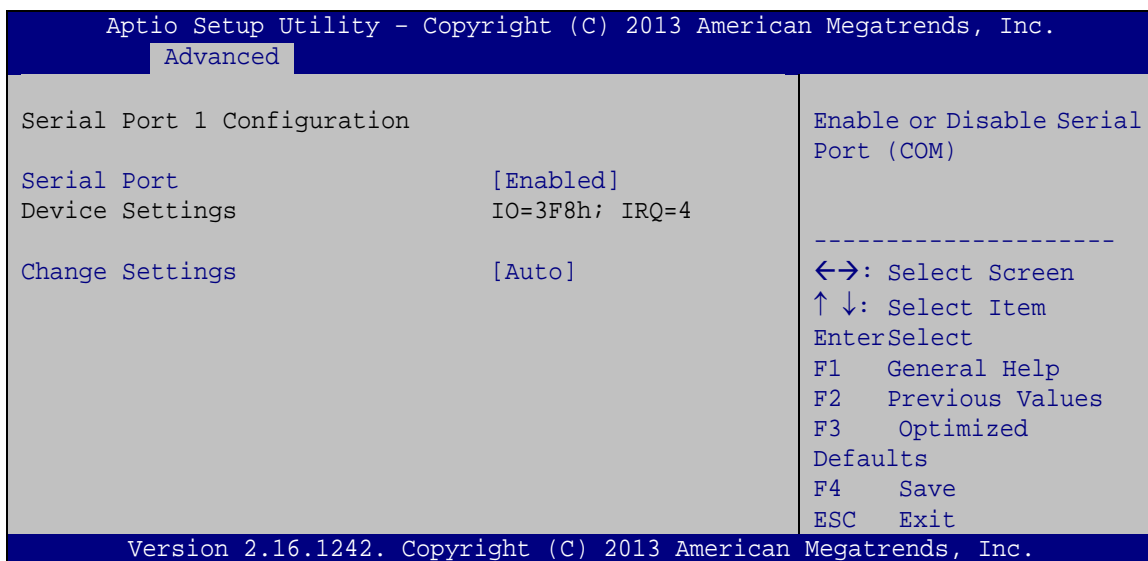 Aptio Setup Utility – Copyright (C) 2013 American Megatrends, Inc.
Advanced
Serial Port 1 Configuration
Serial Port [Enabled]
Device Settings IO=3F8h; IRQ=4
Change Settings [Auto]
Enable or Disable Serial
Port (COM)
---------------------
←→: Select Screen
↑ ↓: Select Item
EnterSelect
F1 General Help
F2 Previous Values
F3 Optimized
Defaults
F4 Save
ESC Exit
Version 2.16.1242. Copyright (C) 2013 American Megatrends, Inc.